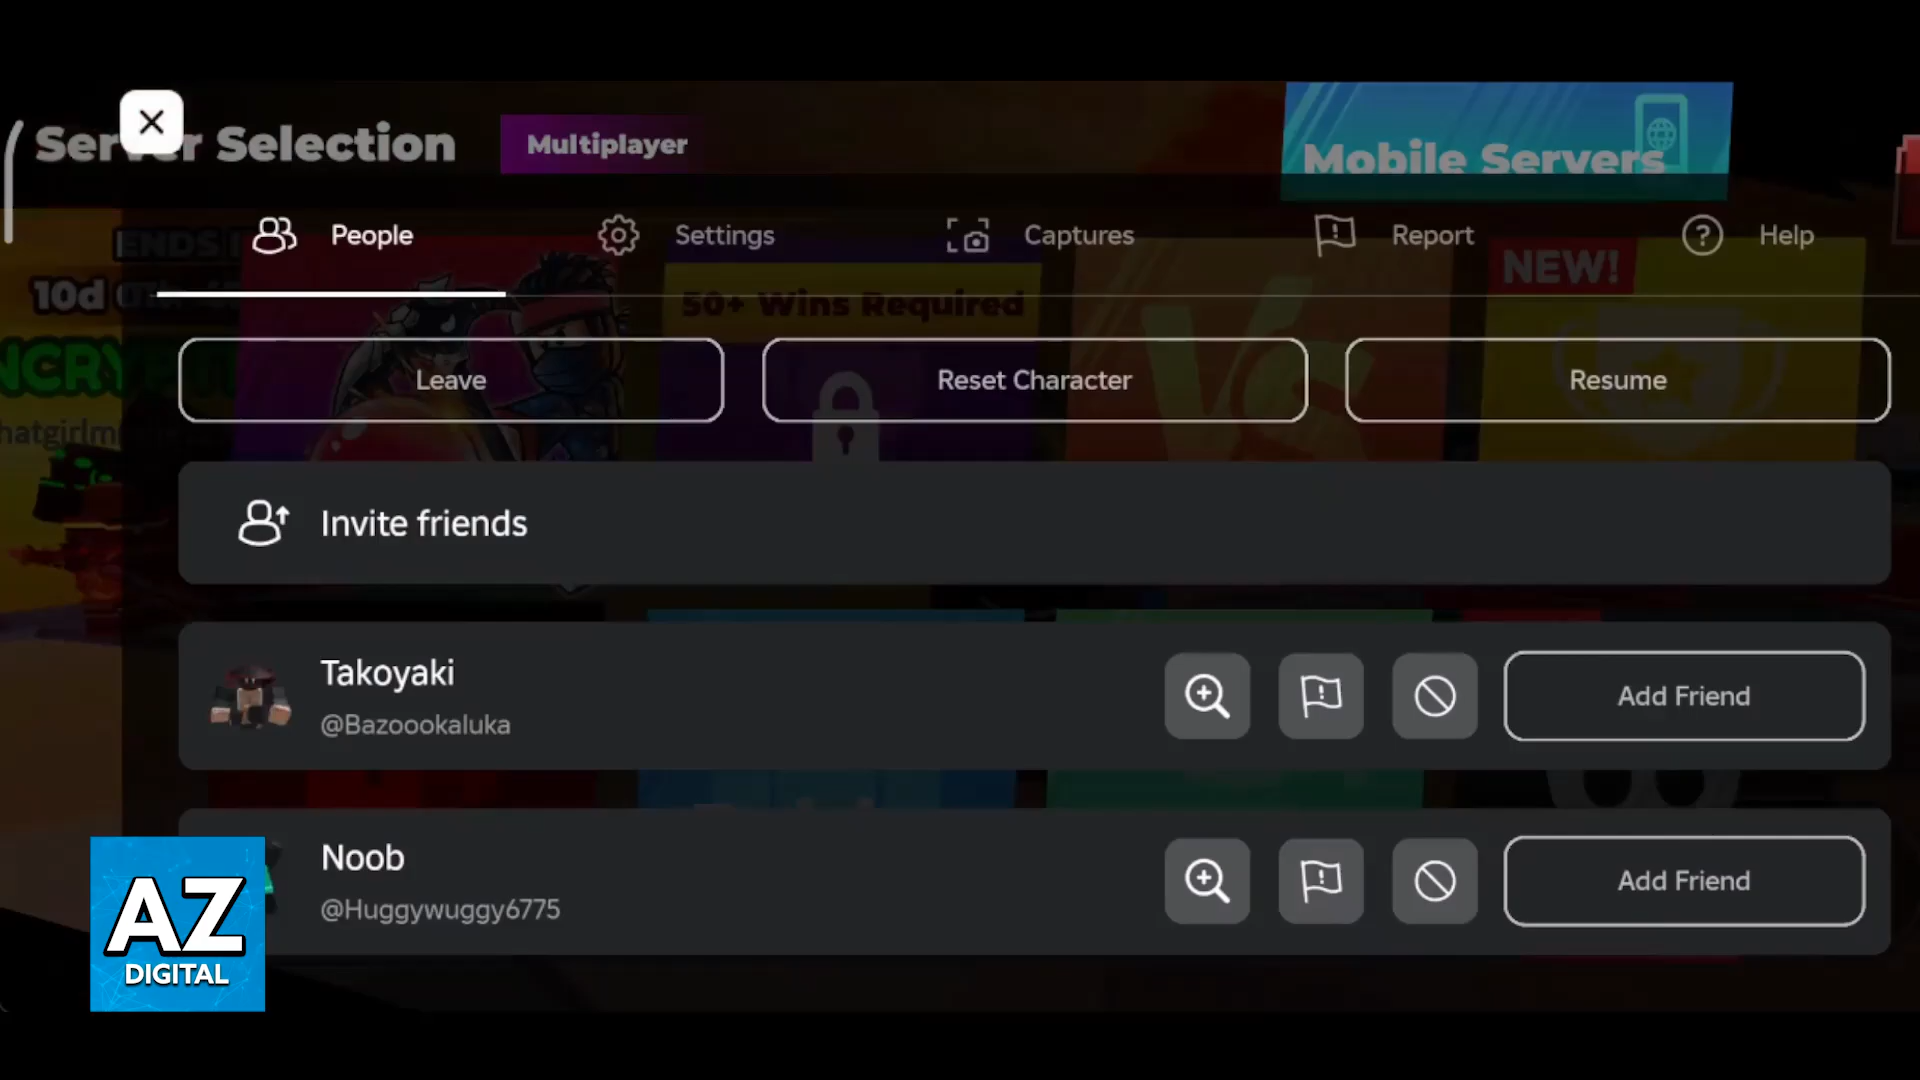 Server Selection
Multiplayer
Mobile Servers
People
Settings
Captures
Report
Help
ENDS
10d
NEW!
50+ Wins Required
Leave
Reset Character
Resume
Invite friends
Takoyaki
@Bazoookaluka
Add Friend
Noob
@Huggywuggy6775
Add Friend
AZ
DIGITAL